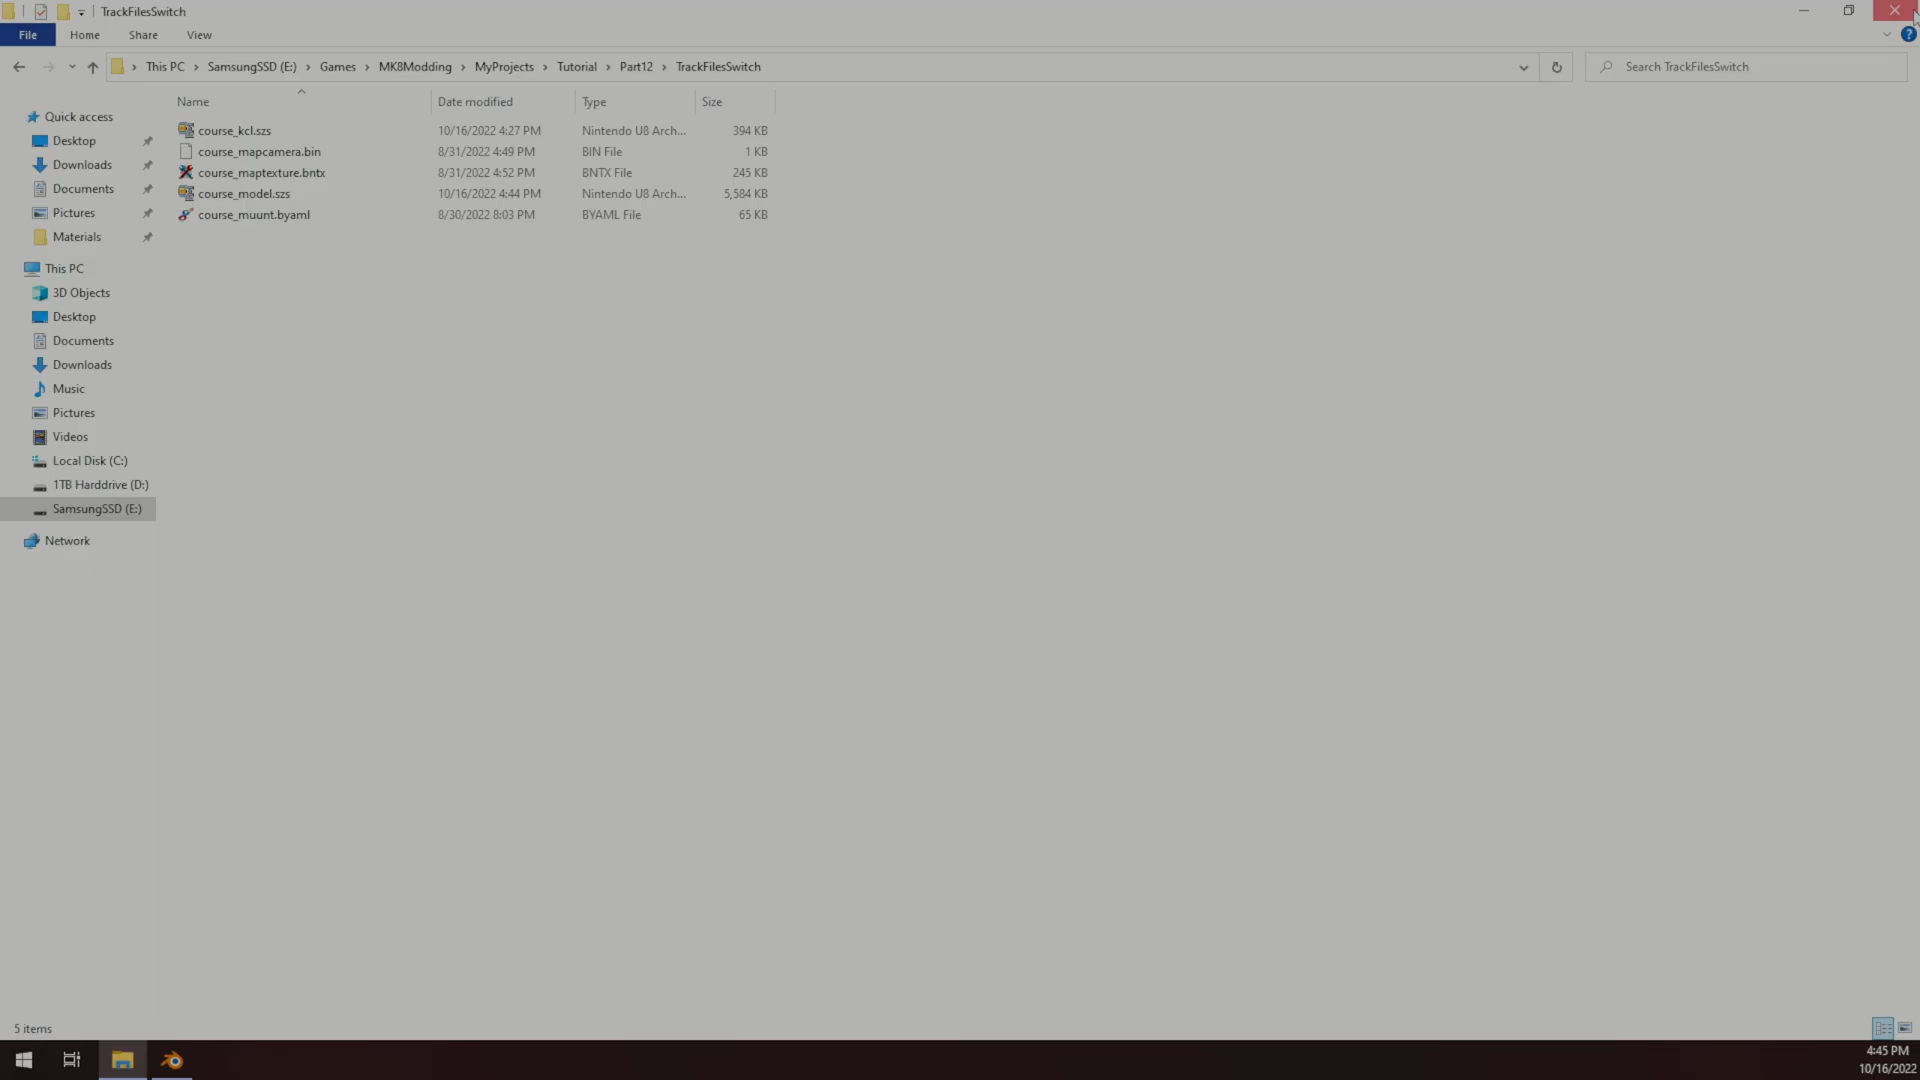 TrackFilesSwitch
File Home Share View
This PC SamsungSSD (E:) Games MK8Modding MyProjects Tutorial Part12 TrackFilesSwitch Search TrackFilesSwitch
Name Date modified Type Size
course_kcl.szs 10/16/2022 4:27 PM Nintendo U8 Arch... 394 KB
course_mapcamera.bin 8/31/2022 4:49 PM BIN File 1 KB
course_maptexture.bntx 8/31/2022 4:52 PM BNTX File 245 KB
course_model.szs 10/16/2022 4:44 PM Nintendo U8 Arch... 5,584 KB
course_muunt.byaml 8/30/2022 8:03 PM BYAML File 65 KB
Quick access
Desktop
Downloads
Documents
Pictures
Materials
This PC
3D Objects
Desktop
Documents
Downloads
Music
Pictures
Videos
Local Disk (C:)
1TB Harddrive (D:)
SamsungSSD (E:)
Network
5 items
4:45 PM
10/16/2022